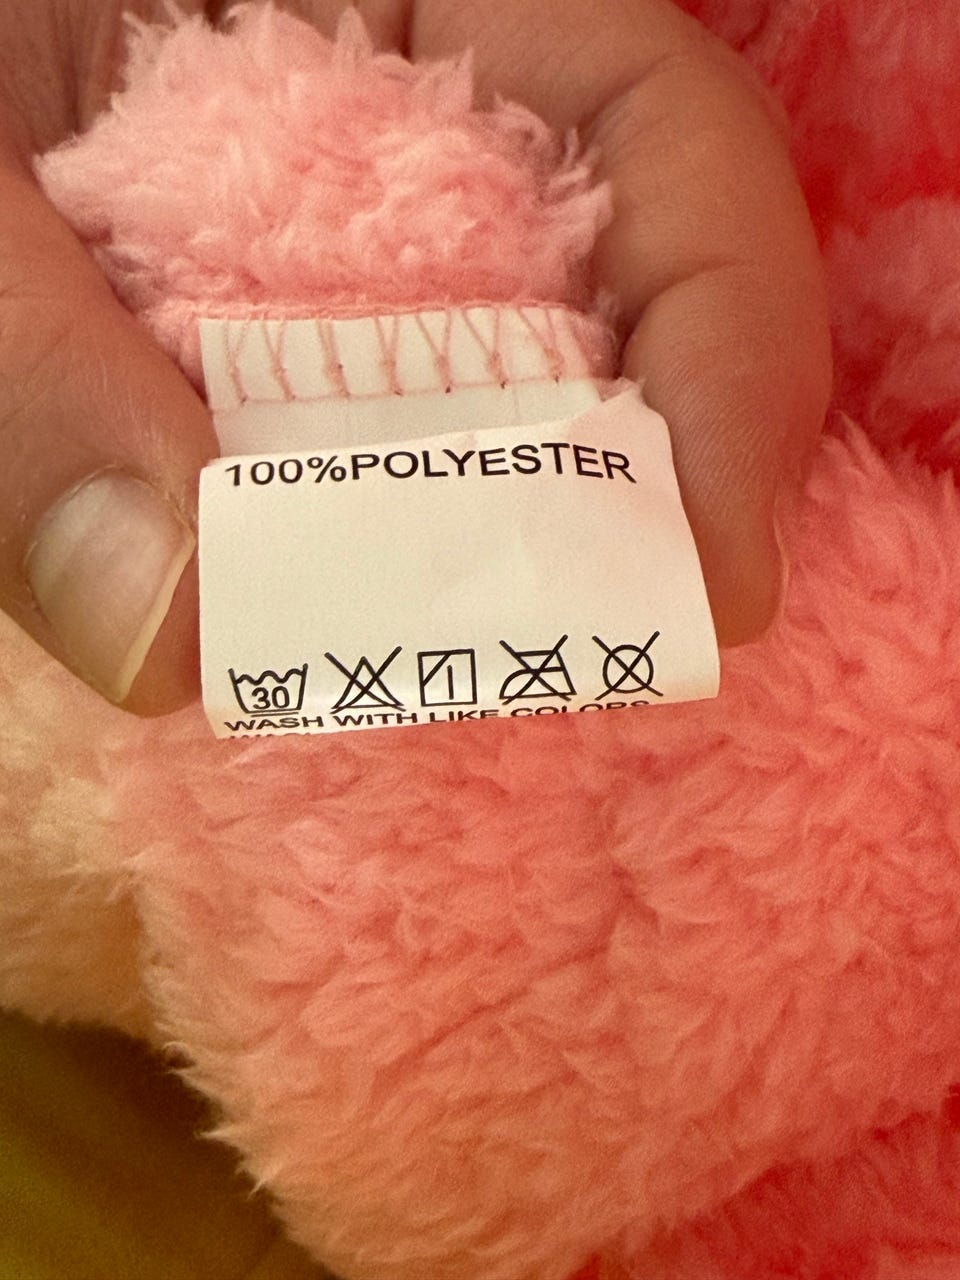 100%POLYESTER
30
WASH WITH LIKE COLORS